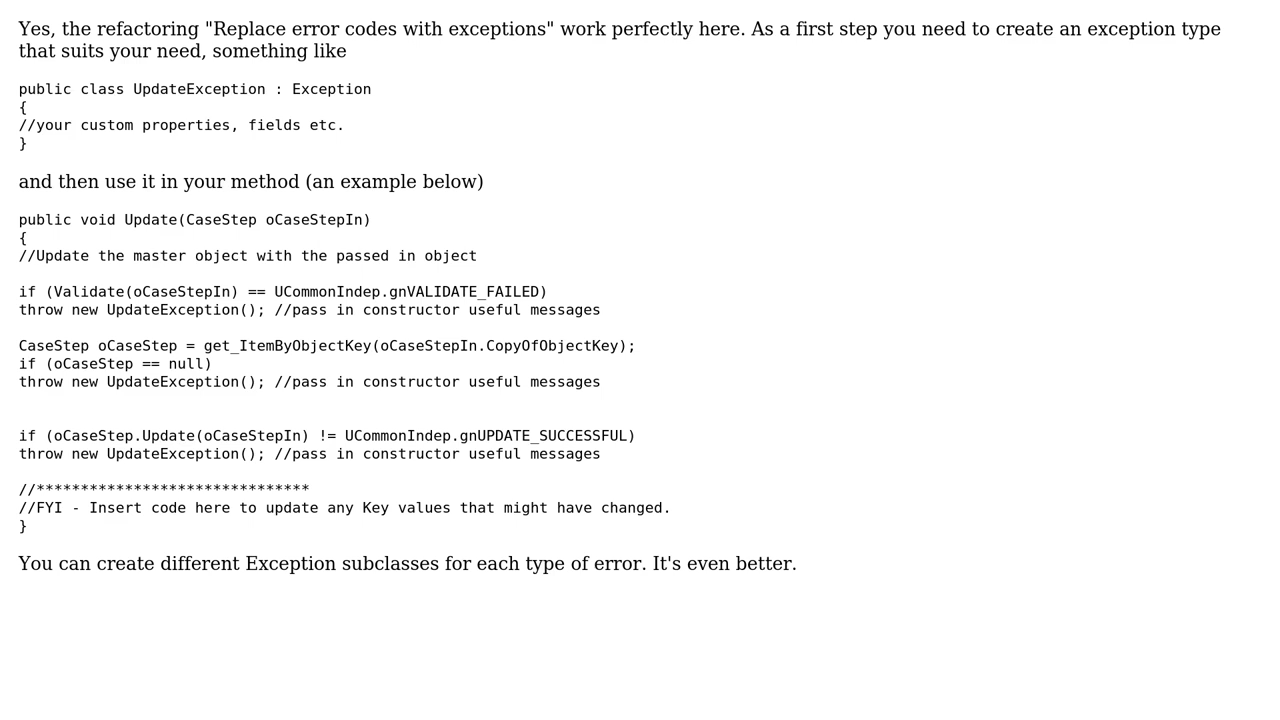 Yes, the refactoring "Replace error codes with exceptions" work perfectly here. As a first step you need to create an exception type
that suits your need, something like
public class UpdateException : Exception
{
//your custom properties, fields etc.
}
and then use it in your method (an example below)
public void Update(CaseStep oCaseStepIn)
{
//Update the master object with the passed in object
if (Validate(oCaseStepIn) == UCommonIndep.gnVALIDATE_FAILED)
throw new UpdateException(); //pass in constructor useful messages
CaseStep oCaseStep = get_ItemByObjectKey(oCaseStepIn.CopyOfObjectKey);
if (oCaseStep == null)
throw new UpdateException(); //pass in constructor useful messages
if (oCaseStep.Update(oCaseStepIn) != UCommonIndep.gnUPDATE_SUCCESSFUL)
throw new UpdateException(); //pass in constructor useful messages
//*******************************
//FYI - Insert code here to update any Key values that might have changed.
}
You can create different Exception subclasses for each type of error. It's even better.